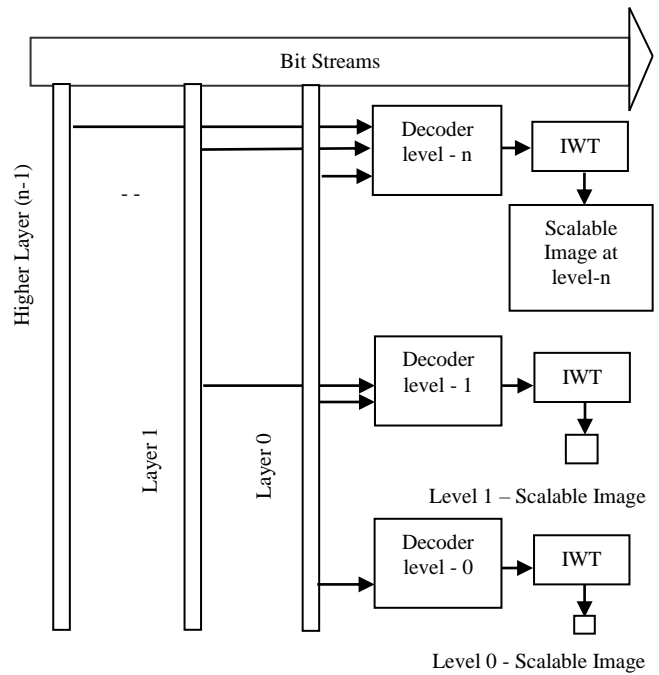 Bit Streams
Higher Layer (n-1)
- -
Layer 1
Layer 0
Decoder
level - n
IWT
Scalable
Image at
level-n
Decoder
level - 1
IWT
Level 1 – Scalable Image
Decoder
level - 0
IWT
Level 0 - Scalable Image